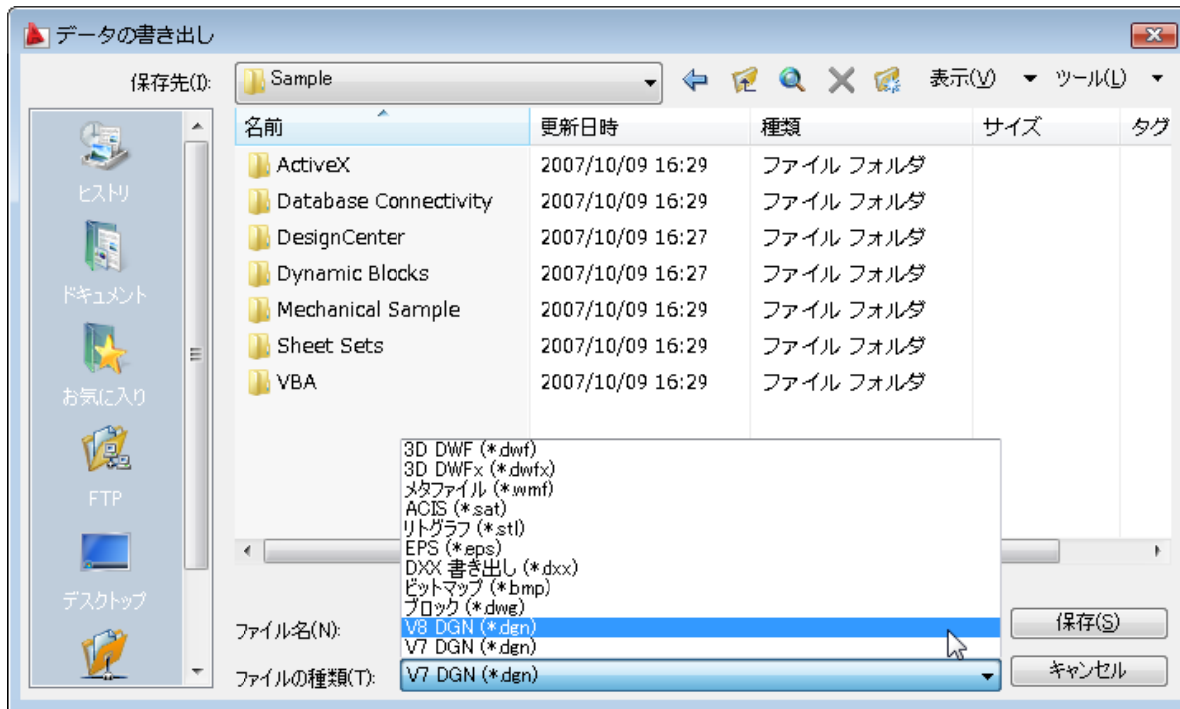 データの書き出し
保存先(I): Sample 表示(V) ツール(L)
名前 更新日時 種類 サイズ タグ
ActiveX 2007/10/09 16:29 ファイル フォルダ
Database Connectivity 2007/10/09 16:29 ファイル フォルダ
DesignCenter 2007/10/09 16:27 ファイル フォルダ
Dynamic Blocks 2007/10/09 16:27 ファイル フォルダ
Mechanical Sample 2007/10/09 16:29 ファイル フォルダ
Sheet Sets 2007/10/09 16:29 ファイル フォルダ
VBA 2007/10/09 16:29 ファイル フォルダ
ヒストリ
ドキュメント
お気に入り
FTP
デスクトップ
3D DWF (*.dwf)
3D DWFx (*.dwfx)
メタファイル (*.wmf)
ACIS (*.sat)
リトグラフ (*.stl)
EPS (*.eps)
DXX 書き出し (*.dxx)
ビットマップ (*.bmp)
ブロック (*.dwg)
V8 DGN (*.dgn)
V7 DGN (*.dgn)
ファイル名(N): 保存(S)
ファイルの種類(T): V7 DGN (*.dgn) キャンセル